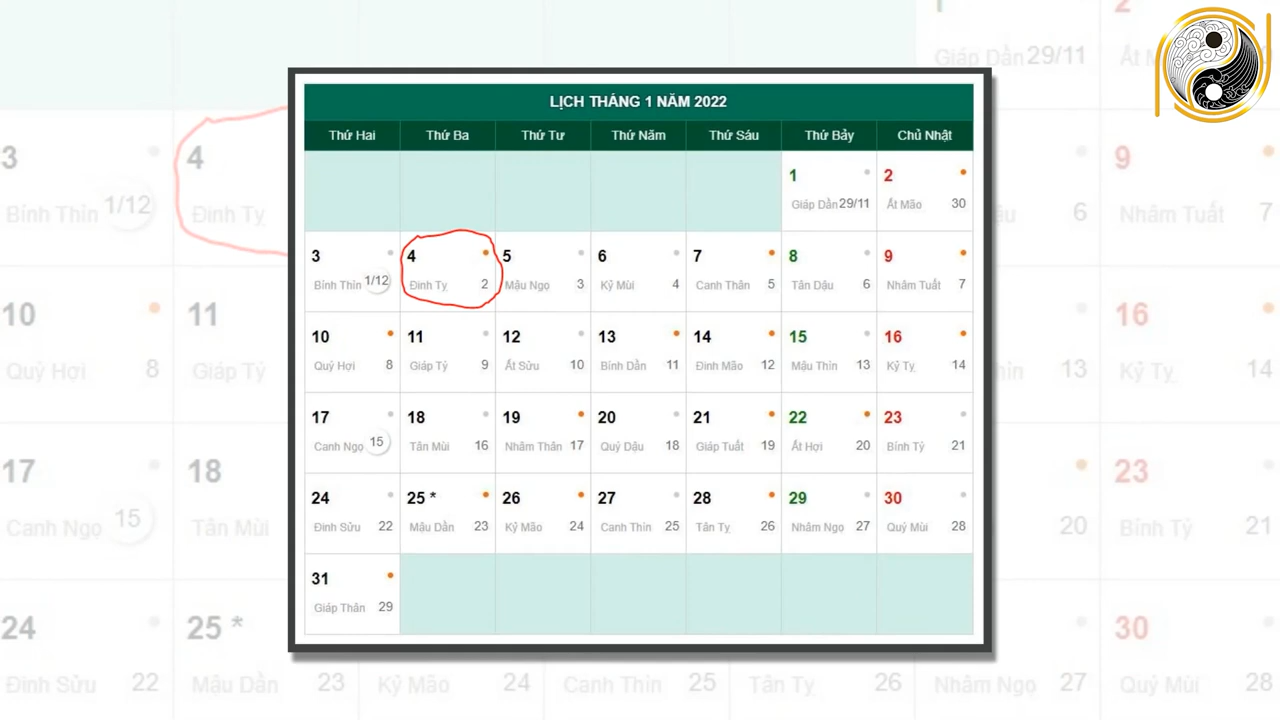 LỊCH THÁNG 1 NĂM 2022
Thứ Hai Thứ Ba Thứ Tư Thứ Năm Thứ Sáu Thứ Bảy Chủ Nhật
1 2
Giáp Dần 29/11 Ất Mão 30
3 4 5 6 7 8 9
Bính Thìn 1/12 Đinh Tỵ 2 Mậu Ngọ 3 Kỷ Mùi 4 Canh Thân 5 Tân Dậu 6 Nhâm Tuất 7
10 11 12 13 14 15 16
Quý Hợi 8 Giáp Tý 9 Ất Sửu 10 Bính Dần 11 Đinh Mão 12 Mậu Thìn 13 Kỷ Tỵ 14
17 18 19 20 21 22 23
Canh Ngọ 15 Tân Mùi 16 Nhâm Thân 17 Quý Dậu 18 Giáp Tuất 19 Ất Hợi 20 Bính Tý 21
24 25 * 26 27 28 29 30
Đinh Sửu 22 Mậu Dần 23 Kỷ Mão 24 Canh Thìn 25 Tân Tỵ 26 Nhâm Ngọ 27 Quý Mùi 28
31
Giáp Thân 29